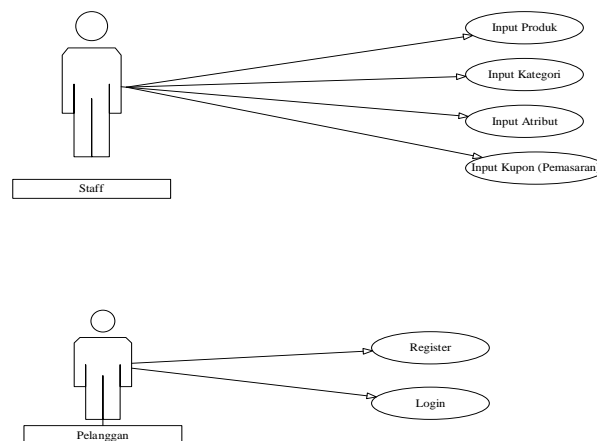 Input Produk
Input Kategori
Input Atribut
Input Kupon (Pemasaran)
Staff
Register
Login
Pelanggan